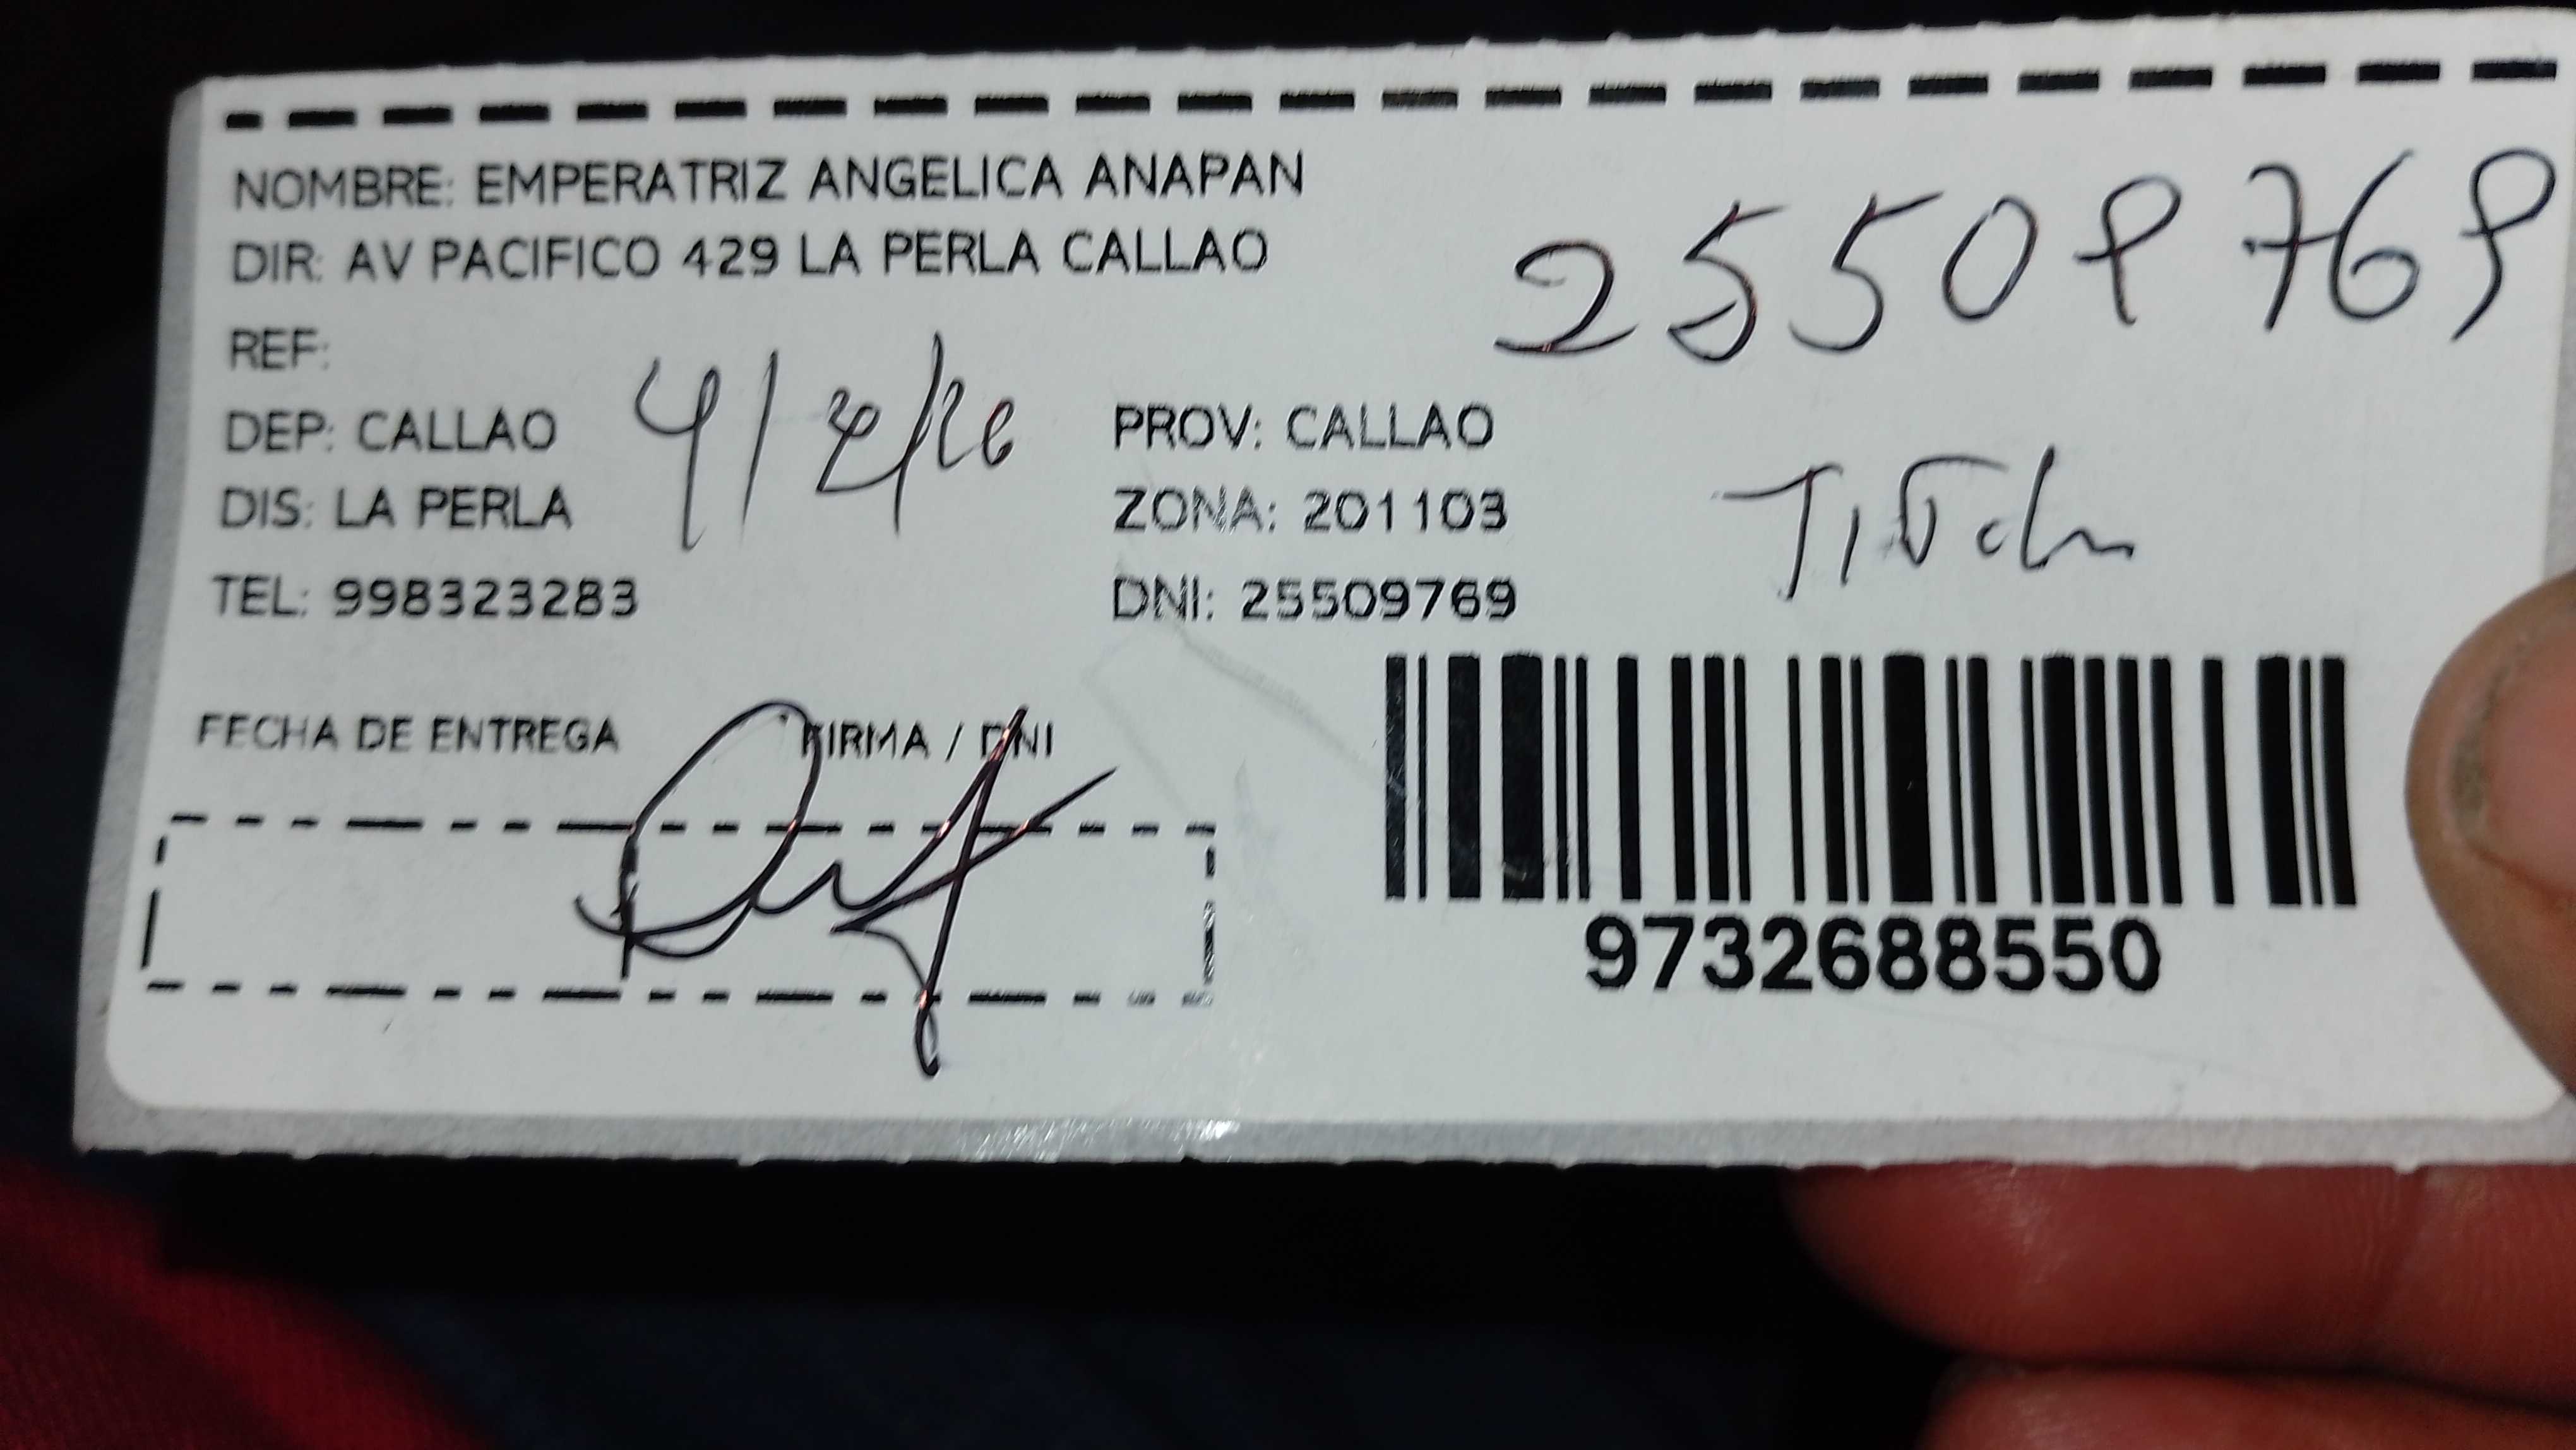 NOMBRE: EMPERATRIZ ANGELICA ANAPAN
DIR: AV PACIFICO 429 LA PERLA CALLAO
25509769
REF:
DEP: CALLAO
PROV: CALLAO
DIS: LA PERLA
ZONA: 201103
TEL: 998323283
DNI: 25509769
FECHA DE ENTREGA
FIRMA / DNI
9732688550